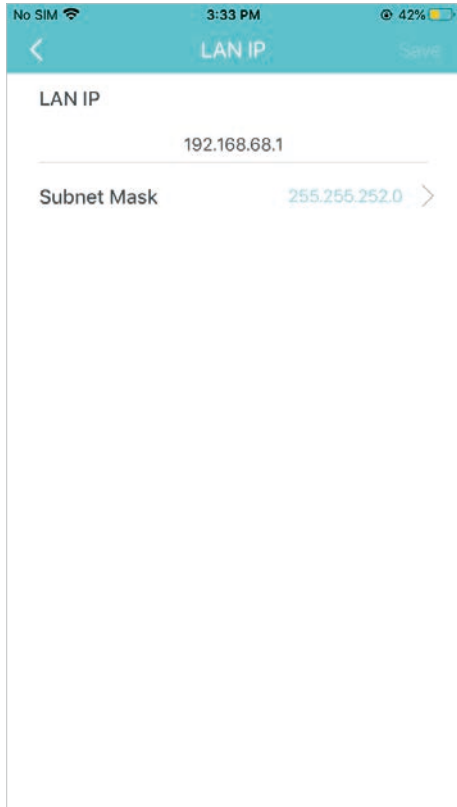 No SIM 3:33 PM 42%
LAN IP Save
LAN IP
192.168.68.1
Subnet Mask 255.255.252.0